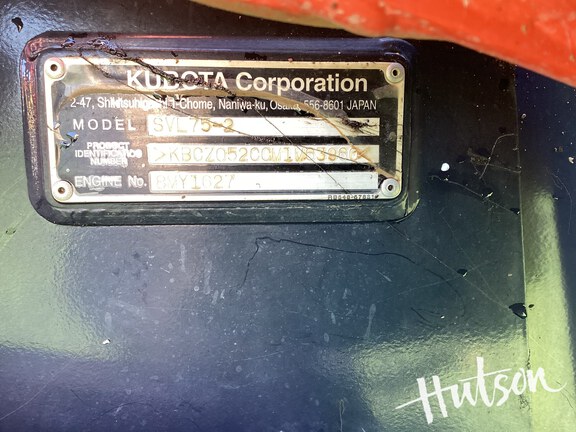 KUBOTA Corporation
2-47, Shikitsuhigashi 1-Chome, Naniwa-ku, Osaka, 556-8601 JAPAN
MODEL SVL75-2
PRODUCT
IDENTIFICATION
NUMBER
ENGINE No.
Hutson